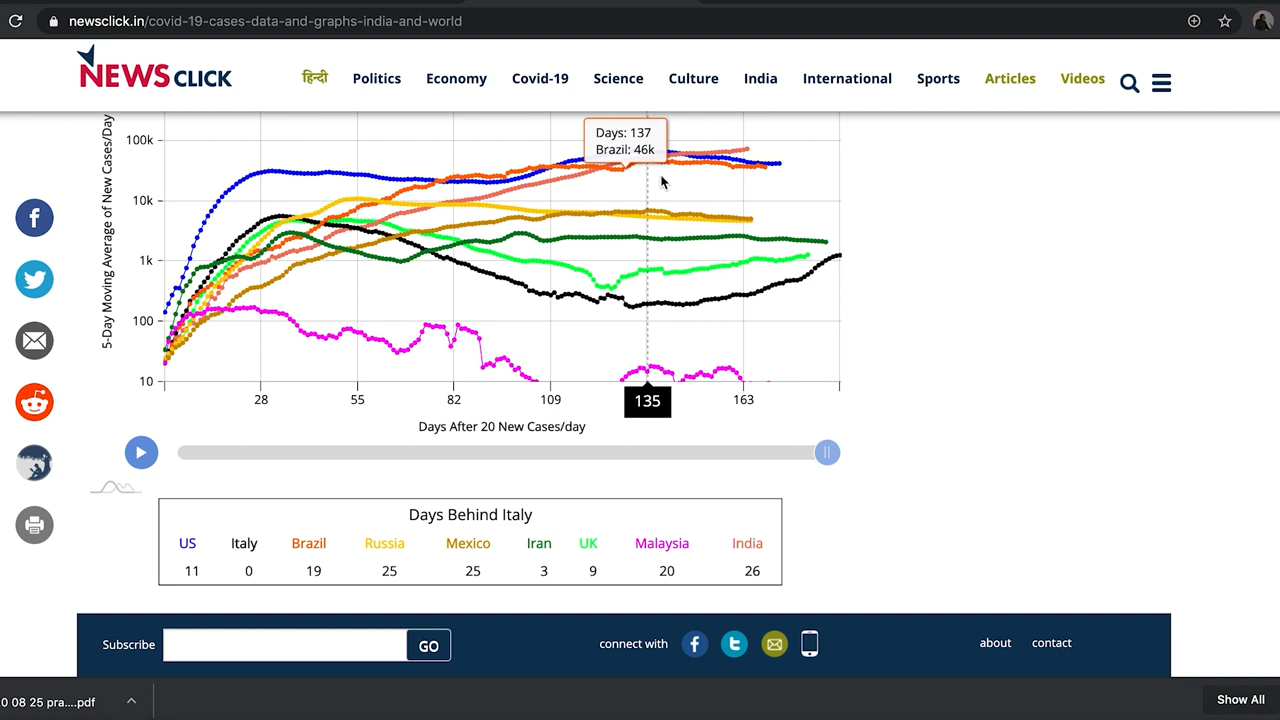 newsclick.in/covid-19-cases-data-and-graphs-india-and-world
NEWSCLICK
हिन्दी Politics Economy Covid-19 Science Culture India International Sports Articles Videos
5-Day Moving Average of New Cases/Day
100k
10k
1k
100
10
Days: 137
Brazil: 46k
28 55 82 109 135 163
Days After 20 New Cases/day
Days Behind Italy
US Italy Brazil Russia Mexico Iran UK Malaysia India
11 0 19 25 25 3 9 20 26
Subscribe GO connect with about contact
0 08 25 pra....pdf Show All